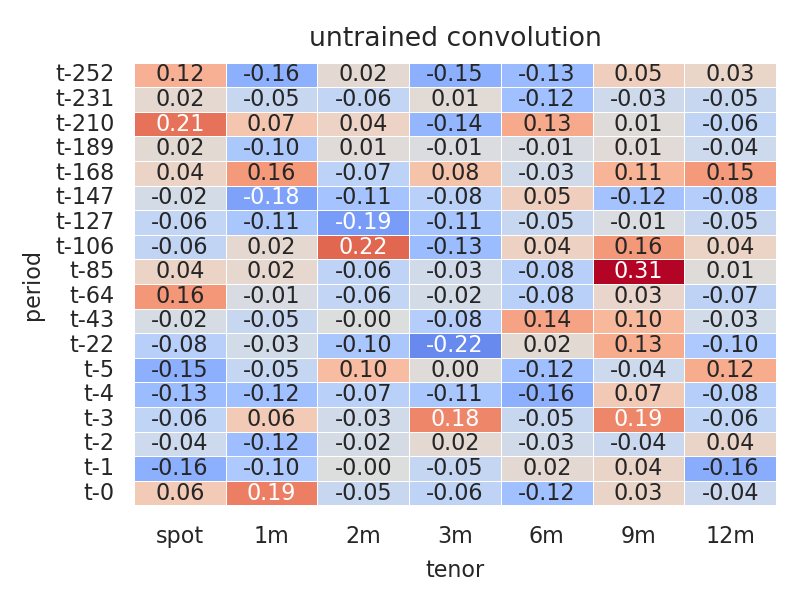 untrained convolution
t-252 0.12 -0.16 0.02 -0.15 -0.13 0.05 0.03
t-231 0.02 -0.05 -0.06 0.01 -0.12 -0.03 -0.05
t-210 0.21 0.07 0.04 -0.14 0.13 0.01 -0.06
t-189 0.02 -0.10 0.01 -0.01 -0.01 0.01 -0.04
t-168 0.04 0.16 -0.07 0.08 -0.03 0.11 0.15
t-147 -0.02 -0.18 -0.11 -0.08 0.05 -0.12 -0.08
t-127 -0.06 -0.11 -0.19 -0.11 -0.05 -0.01 -0.05
t-106 -0.06 0.02 0.22 -0.13 0.04 0.16 0.04
t-85 0.04 0.02 -0.06 -0.03 -0.08 0.31 0.01
t-64 0.16 -0.01 -0.06 -0.02 -0.08 0.03 -0.07
t-43 -0.02 -0.05 -0.00 -0.08 0.14 0.10 -0.03
t-22 -0.08 -0.03 -0.10 -0.22 0.02 0.13 -0.10
t-5 -0.15 -0.05 0.10 0.00 -0.12 -0.04 0.12
t-4 -0.13 -0.12 -0.07 -0.11 -0.16 0.07 -0.08
t-3 -0.06 0.06 -0.03 0.18 -0.05 0.19 -0.06
t-2 -0.04 -0.12 -0.02 0.02 -0.03 -0.04 0.04
t-1 -0.16 -0.10 -0.00 -0.05 0.02 0.04 -0.16
t-0 0.06 0.19 -0.05 -0.06 -0.12 0.03 -0.04
spot 1m 2m 3m 6m 9m 12m
tenor
period